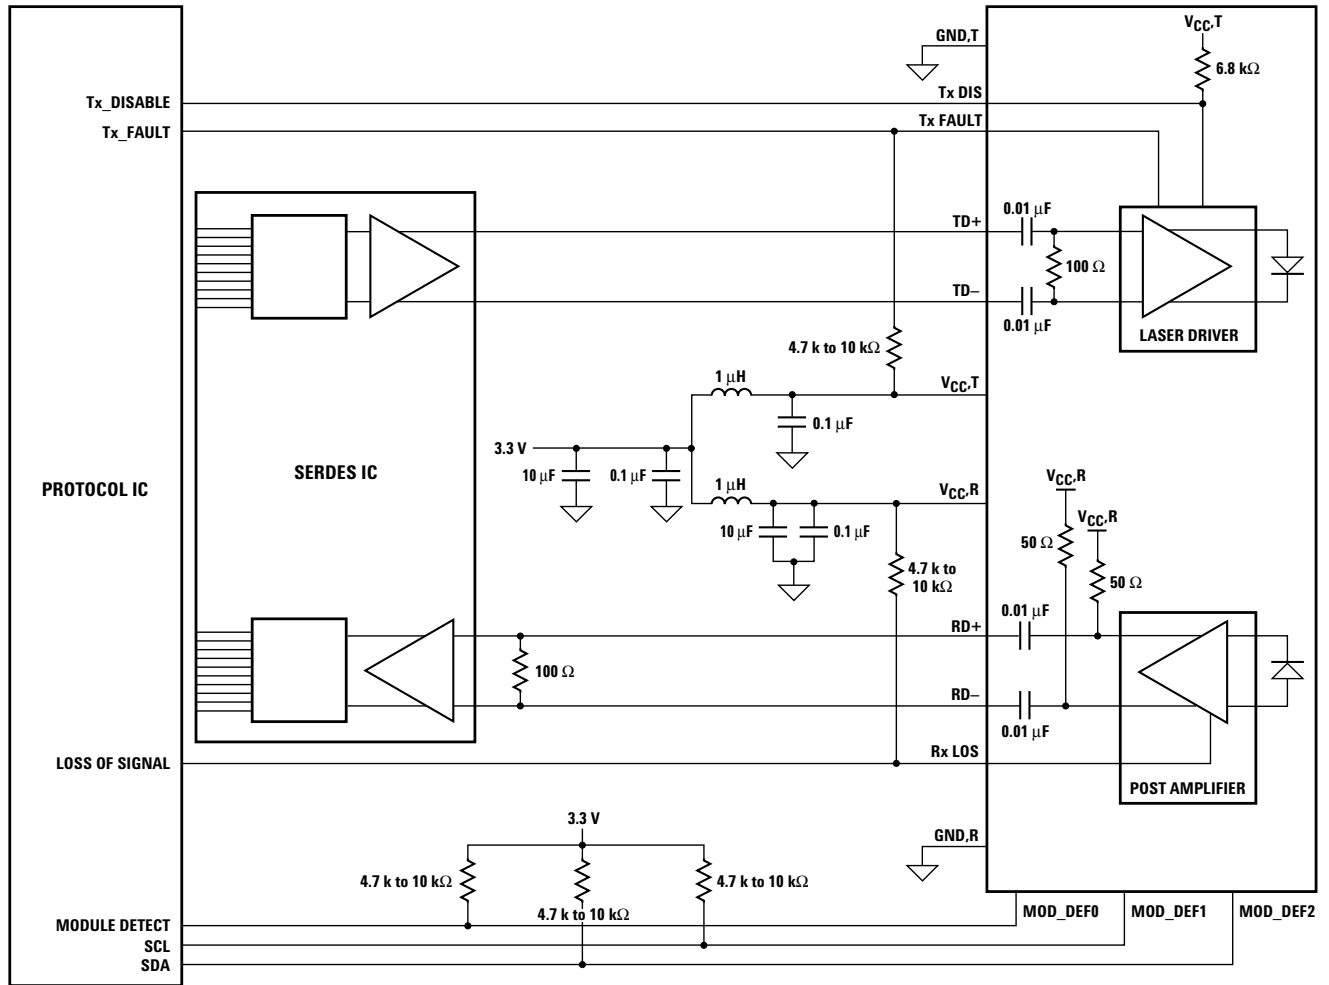 V_CC,T
GND,T
6.8 kΩ
Tx_DISABLE
Tx DIS
Tx_FAULT
Tx FAULT
0.01 µF
TD+
100 Ω
TD–
0.01 µF
LASER DRIVER
4.7 k to 10 kΩ
1 µH
V_CC,T
0.1 µF
3.3 V
10 µF
0.1 µF
SERDES IC
PROTOCOL IC
1 µH
V_CC,R
V_CC,R
V_CC,R
10 µF
0.1 µF
50 Ω
4.7 k to
10 kΩ
50 Ω
0.01 µF
RD+
100 Ω
RD–
0.01 µF
LOSS OF SIGNAL
Rx LOS
POST AMPLIFIER
3.3 V
GND,R
4.7 k to 10 kΩ
4.7 k to 10 kΩ
4.7 k to 10 kΩ
MODULE DETECT
MOD_DEF0
MOD_DEF1
MOD_DEF2
SCL
SDA